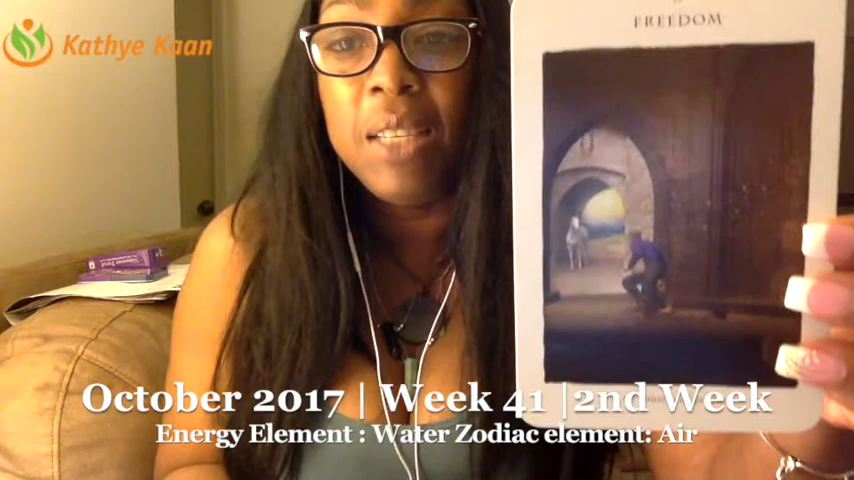 Kathye Kaan
FREEDOM
October 2017 | Week 41 |2nd Week
Energy Element : Water Zodiac element: Air